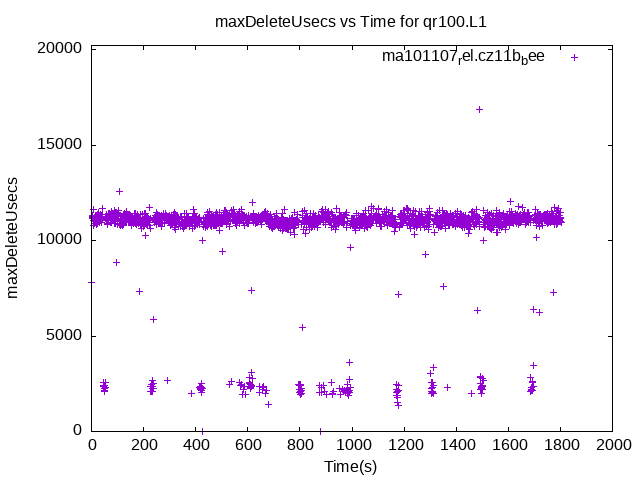 maxDeleteUsecs vs Time for qr100.L1
ma101107rel.cz11bbee
20000
15000
10000
5000
0
maxDeleteUsecs
0 200 400 600 800 1000 1200 1400 1600 1800 2000
Time(s)